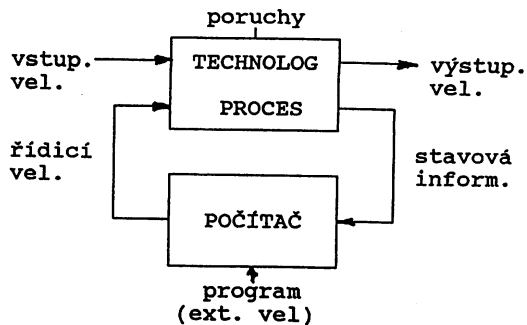 poruchy
vstup.
vel.
TECHNOLOG
PROCES
výstup.
vel.
řídicí
vel.
stavová
inform.
POČÍTAČ
program
(ext. vel)